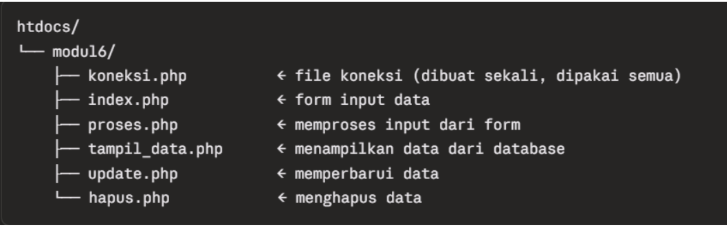 htdocs/
└── modul6/
    ├── koneksi.php          ← file koneksi (dibuat sekali, dipakai semua)
    ├── index.php            ← form input data
    ├── proses.php           ← memproses input dari form
    ├── tampil_data.php      ← menampilkan data dari database
    ├── update.php           ← memperbarui data
    └── hapus.php            ← menghapus data